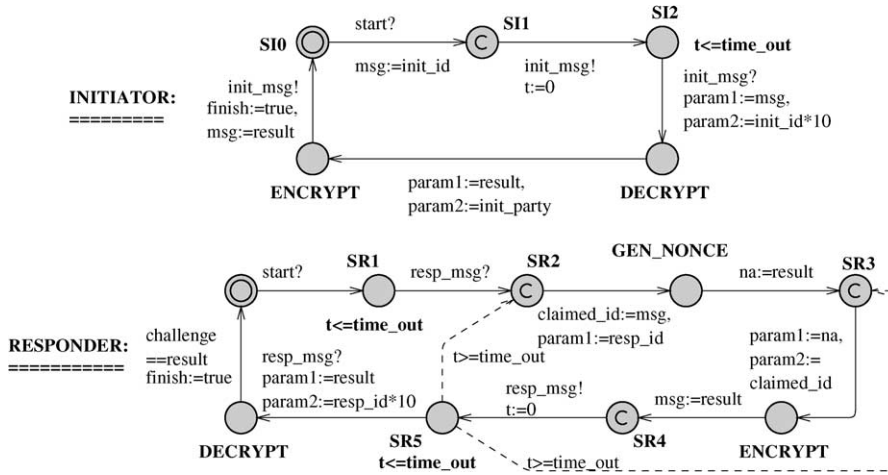 start?
SI0
C
SI1
SI2
t<=time_out
msg:=init_id
init_msg!
t:=0
INITIATOR:
=========
init_msg!
finish:=true,
msg:=result
init_msg?
param1:=msg,
param2:=init_id*10
ENCRYPT
DECRYPT
param1:=result,
param2:=init_party
GEN_NONCE
start?
SR1
resp_msg?
SR2
C
na:=result
SR3
C
t<=time_out
claimed_id:=msg,
param1:=resp_id
RESPONDER:
===========
challenge
==result
finish:=true
t>=time_out
param1:=na,
param2:=
claimed_id
resp_msg?
param1:=result
param2:=resp_id*10
resp_msg!
t:=0
C
msg:=result
DECRYPT
SR5
t<=time_out
SR4
t>=time_out
ENCRYPT